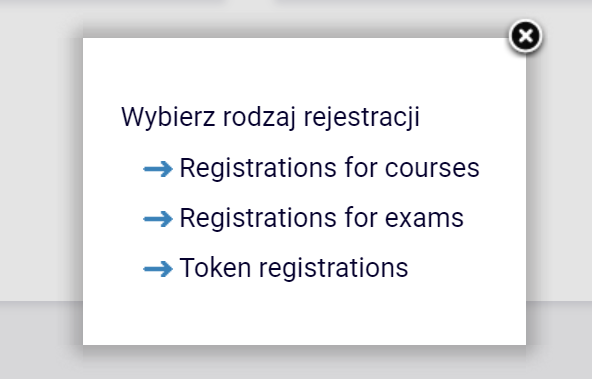 Wybierz rodzaj rejestracji
Registrations for courses
Registrations for exams
Token registrations